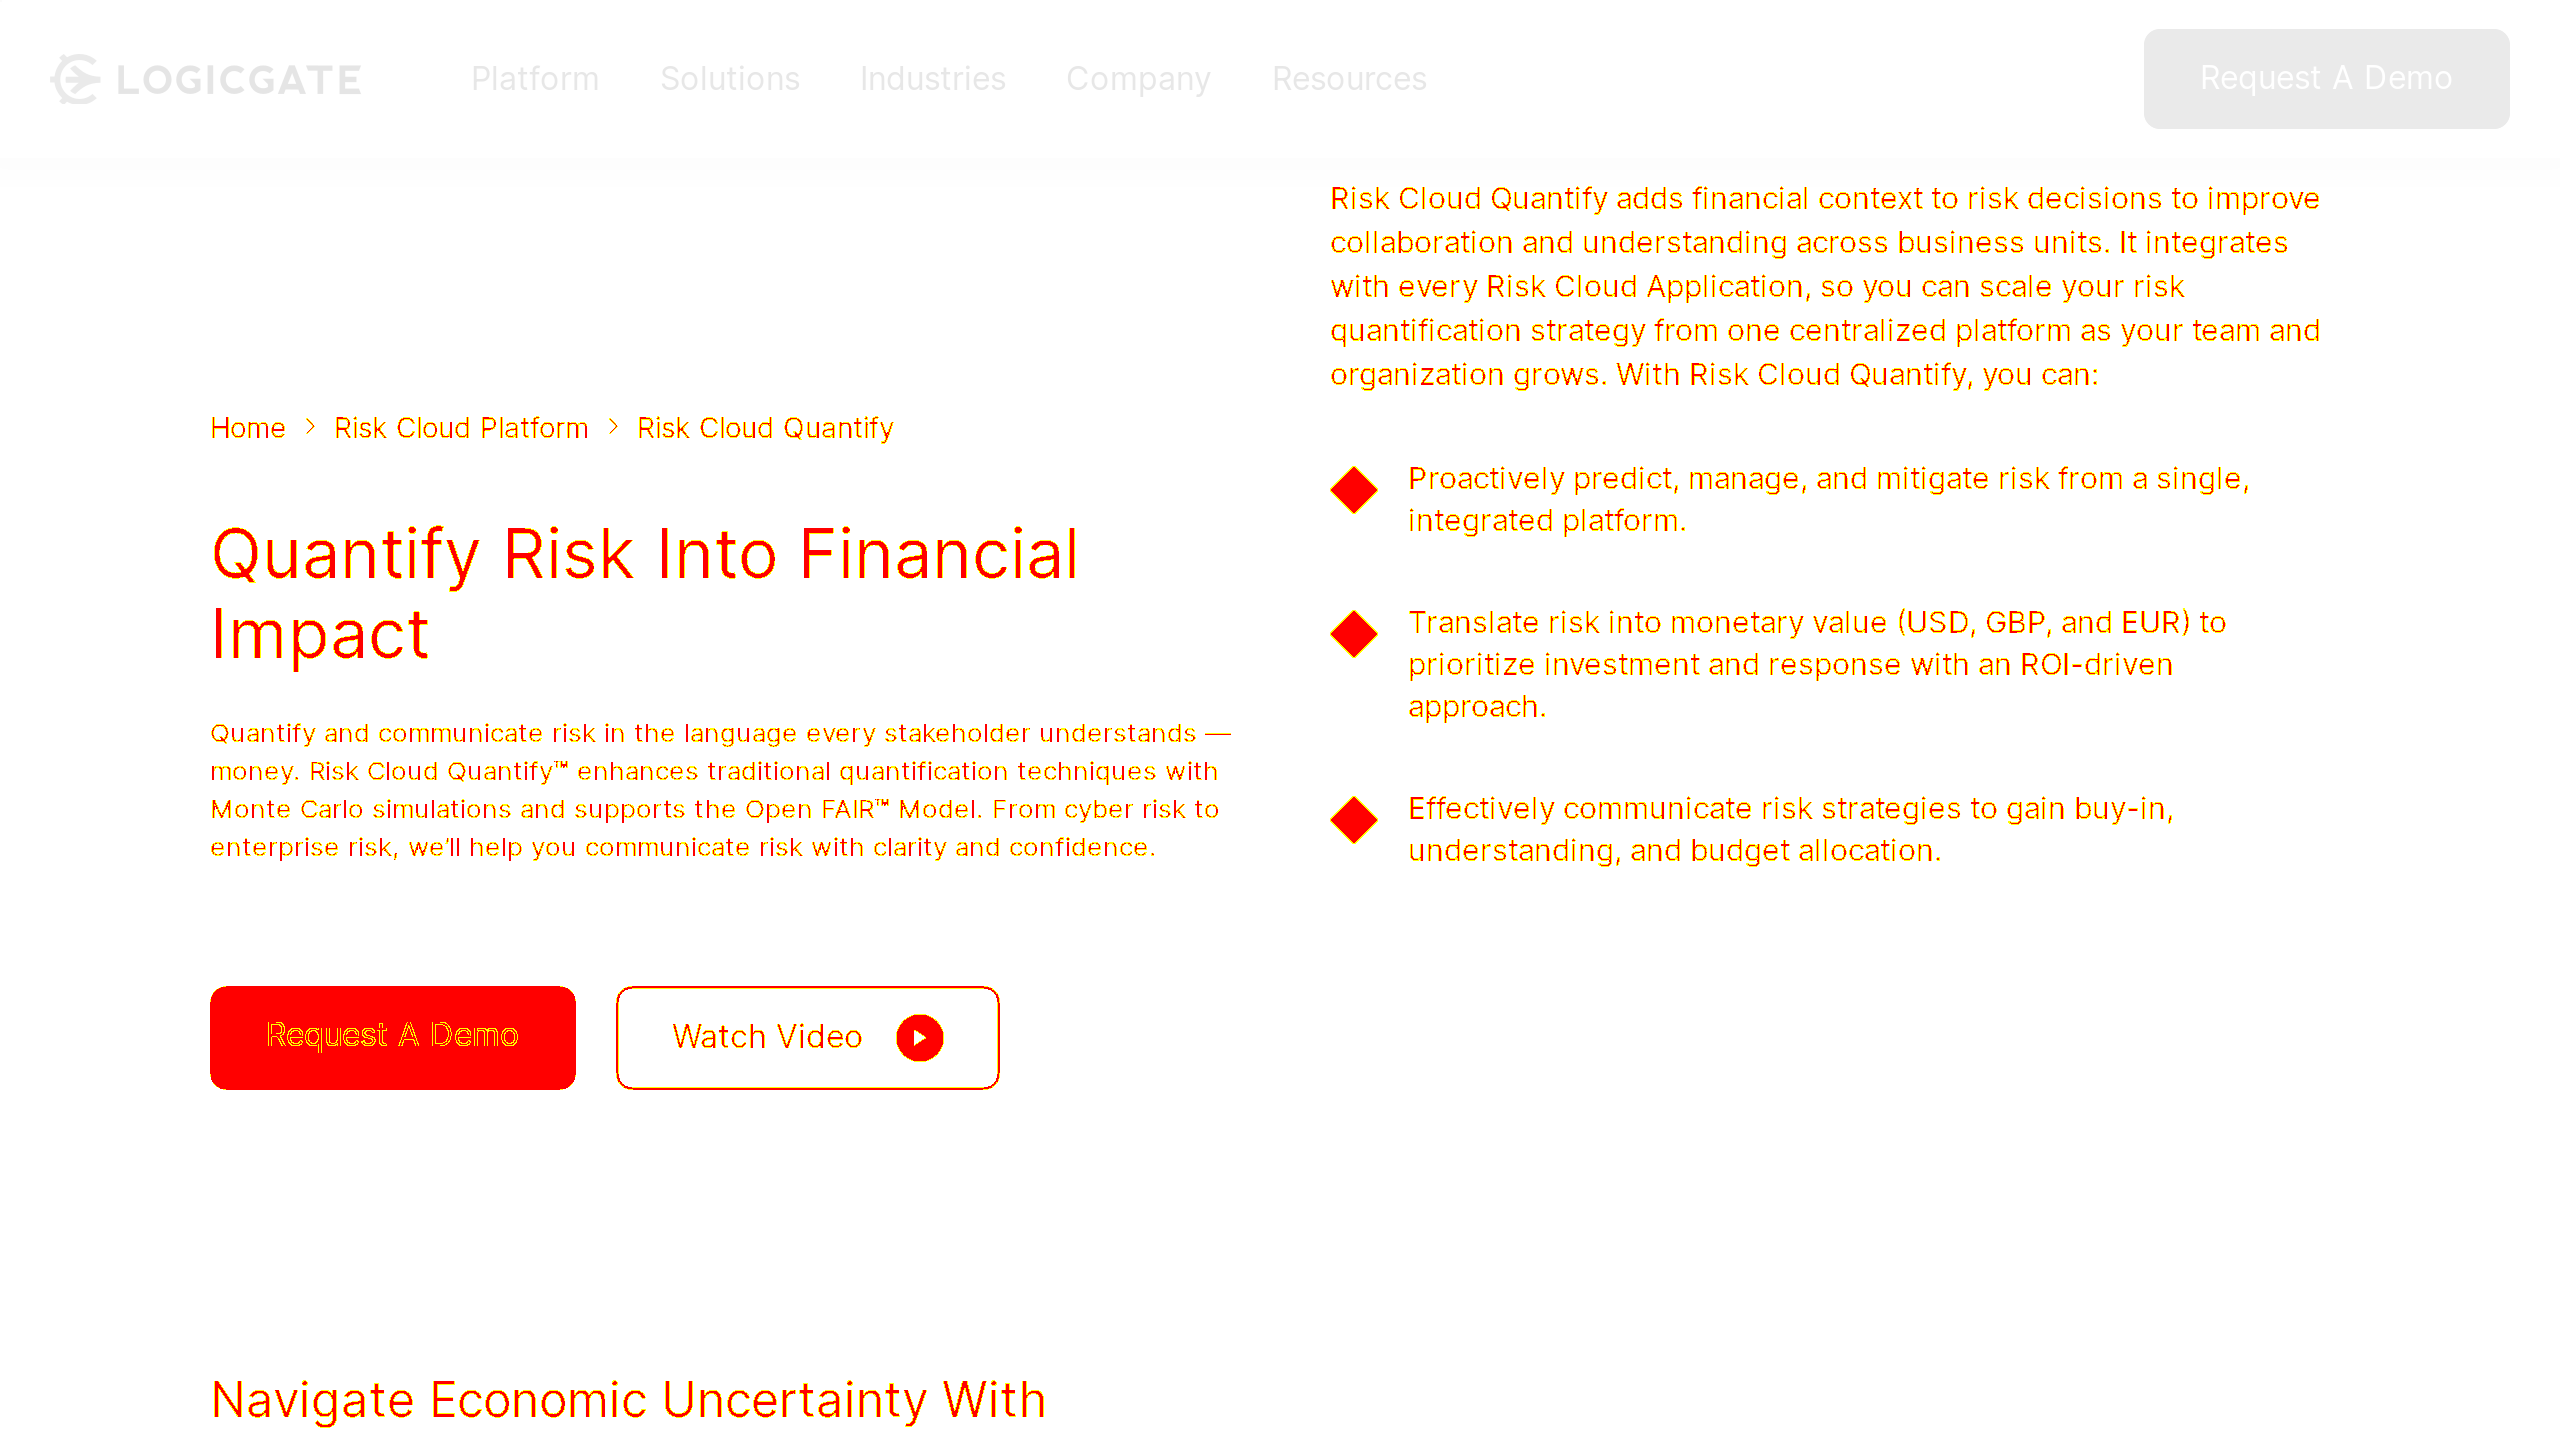 LOGICGATE
Platform
Solutions
Industries
Company
Resources
Request A Demo
Home > Risk Cloud Platform > Risk Cloud Quantify
Quantify Risk Into Financial
Impact
Quantify and communicate risk in the language every stakeholder understands —
money. Risk Cloud Quantify™ enhances traditional quantification techniques with
Monte Carlo simulations and supports the Open FAIR™ Model. From cyber risk to
enterprise risk, we'll help you communicate risk with clarity and confidence.
Request A Demo
Watch Video
Risk Cloud Quantify adds financial context to risk decisions to improve
collaboration and understanding across business units. It integrates
with every Risk Cloud Application, so you can scale your risk
quantification strategy from one centralized platform as your team and
organization grows. With Risk Cloud Quantify, you can:
Proactively predict, manage, and mitigate risk from a single,
integrated platform.
Translate risk into monetary value (USD, GBP, and EUR) to
prioritize investment and response with an ROI-driven
approach.
Effectively communicate risk strategies to gain buy-in,
understanding, and budget allocation.
Navigate Economic Uncertainty With